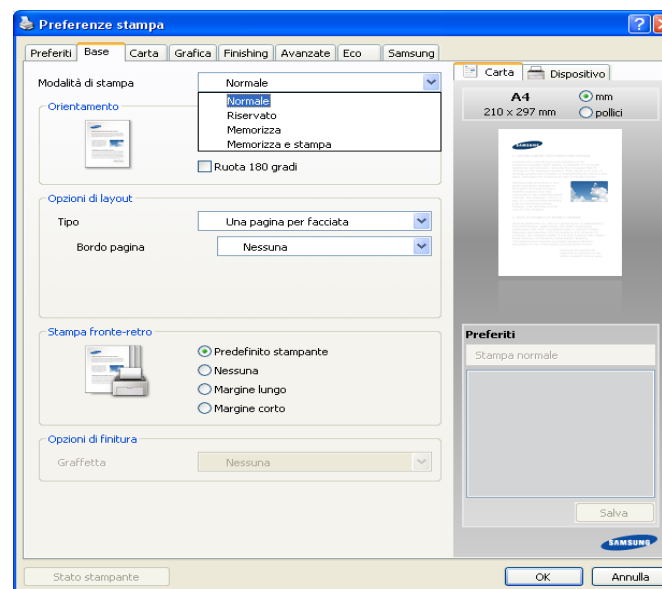 Preferenze stampa
Preferiti Base Carta Grafica Finishing Avanzate Eco Samsung
Modalità di stampa Normale
Normale
Riservato
Memorizza
Memorizza e stampa
Orientamento
Ruota 180 gradi
Opzioni di layout
Tipo Una pagina per facciata
Bordo pagina Nessuna
Stampa fronte-retro
Predefinito stampante
Nessuna
Margine lungo
Margine corto
Opzioni di finitura
Graffetta Nessuna
Carta Dispositivo
A4 mm
210 x 297 mm pollici
SAMSUNG
Preferiti
Stampa normale
Salva
SAMSUNG
Stato stampante OK Annulla